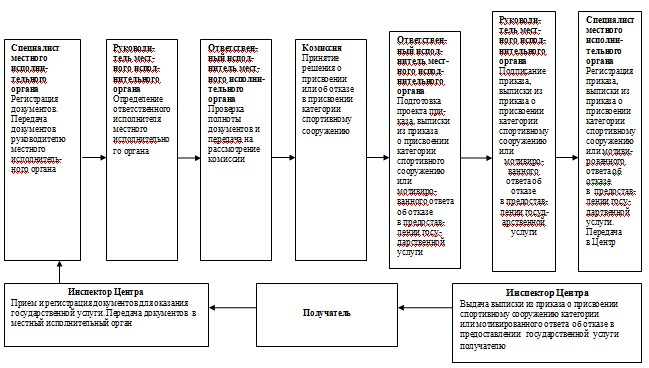 Специалист
местного
исполни-
тельного
органа
Регистрация
документов.
Передача
документов
руководителю
местного
исполнитель-
ного органа
Руководи-
тель мест-
ного испол-
нительного
органа
Определение
ответственного
исполнителя
местного
исполнительно
го органа
Ответствен-
ный испол-
нитель мест-
ного исполни-
тельного
органа
Проверка
полноты
документов и
передача на
рассмотрение
комиссии
Комиссия
Принятие
решения о
присвоении
или об отказе
в присвоении
категории
спортивному
сооружению
Ответствен-
ный испол-
нитель мест-
ного испол-
нительного
органа
Подготовка
проекта при-
каза, выписки
из приказа
о присвоении
категории
спортивного
сооружению
или
мотивиро-
ванного ответа
об отказе
в предостав-
лении госу-
дарственной
услуги
Руководи-
тель мест-
ного испол-
нительного
органа
Подписание
приказа,
выписки из
приказа о
присвоении
категории
спортивному
сооружению
или
мотивиро-
ванного
ответа об
отказе
в предостав-
лении госуд-
арственной
услуги
Специалист
местного
исполни-
тельного
органа
Регистрация
приказа,
выписки из
приказа о
присвоении
категории
спортивному
сооружению
или мотиви-
рованного
ответа об
отказе
в предостав-
лении госу-
дарственной
услуги.
Передача
в Центр
Инспектор Центра
Прием и регистрация документов для оказания
государственной услуги. Передача документов в
местный исполнительный орган
Получатель
Инспектор Центра
Выдача выписки из приказа о присвоении
спортивному сооружению категории
или мотивированного ответа об отказе в
предоставлении государственной услуги
получателю